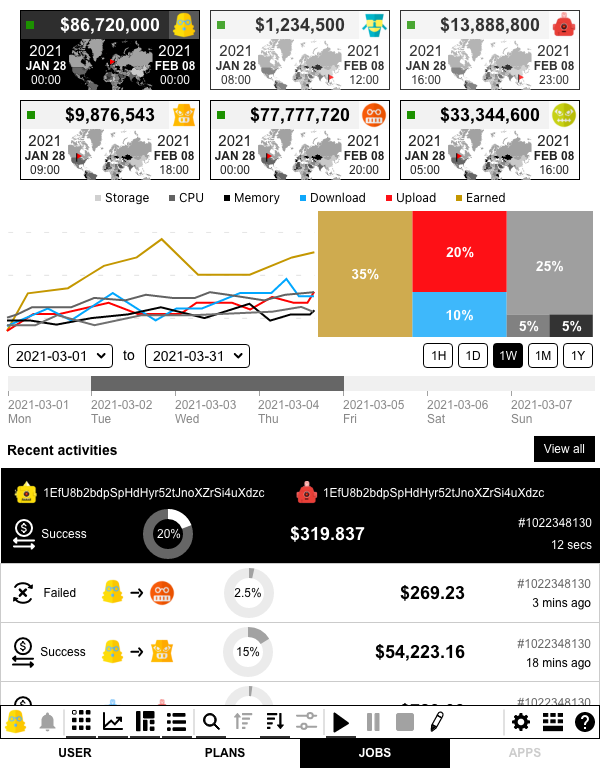 $86,720,000
2021 2021
JAN 28 FEB 08
00:00 00:00
$1,234,500
2021 2021
JAN 28 FEB 08
08:00 12:00
$13,888,800
2021 2021
JAN 28 FEB 08
16:00 23:00
$9,876,543
2021 2021
JAN 28 FEB 08
09:00 18:00
$77,777,720
2021 2021
JAN 28 FEB 08
00:00 20:00
$33,344,600
2021 2021
JAN 28 FEB 08
05:00 16:00
Storage CPU Memory Download Upload Earned
35% 20% 25%
10% 5% 5%
2021-03-01 to 2021-03-31 1H 1D 1W 1M 1Y
2021-03-01 2021-03-02 2021-03-03 2021-03-04 2021-03-05 2021-03-06 2021-03-07
Mon Tue Wed Thu Fri Sat Sun
Recent activities View all
1EfU8b2bdpSpHdHyr52tJnoXZrSi4uXdzc 1EfU8b2bdpSpHdHyr52tJnoXZrSi4uXdzc
Success 20% $319.837 #1022348130
12 secs
Failed 2.5% $269.23 #1022348130
3 mins ago
Success 15% $54,223.16 #1022348130
18 mins ago
#1022348130
USER PLANS JOBS APPS